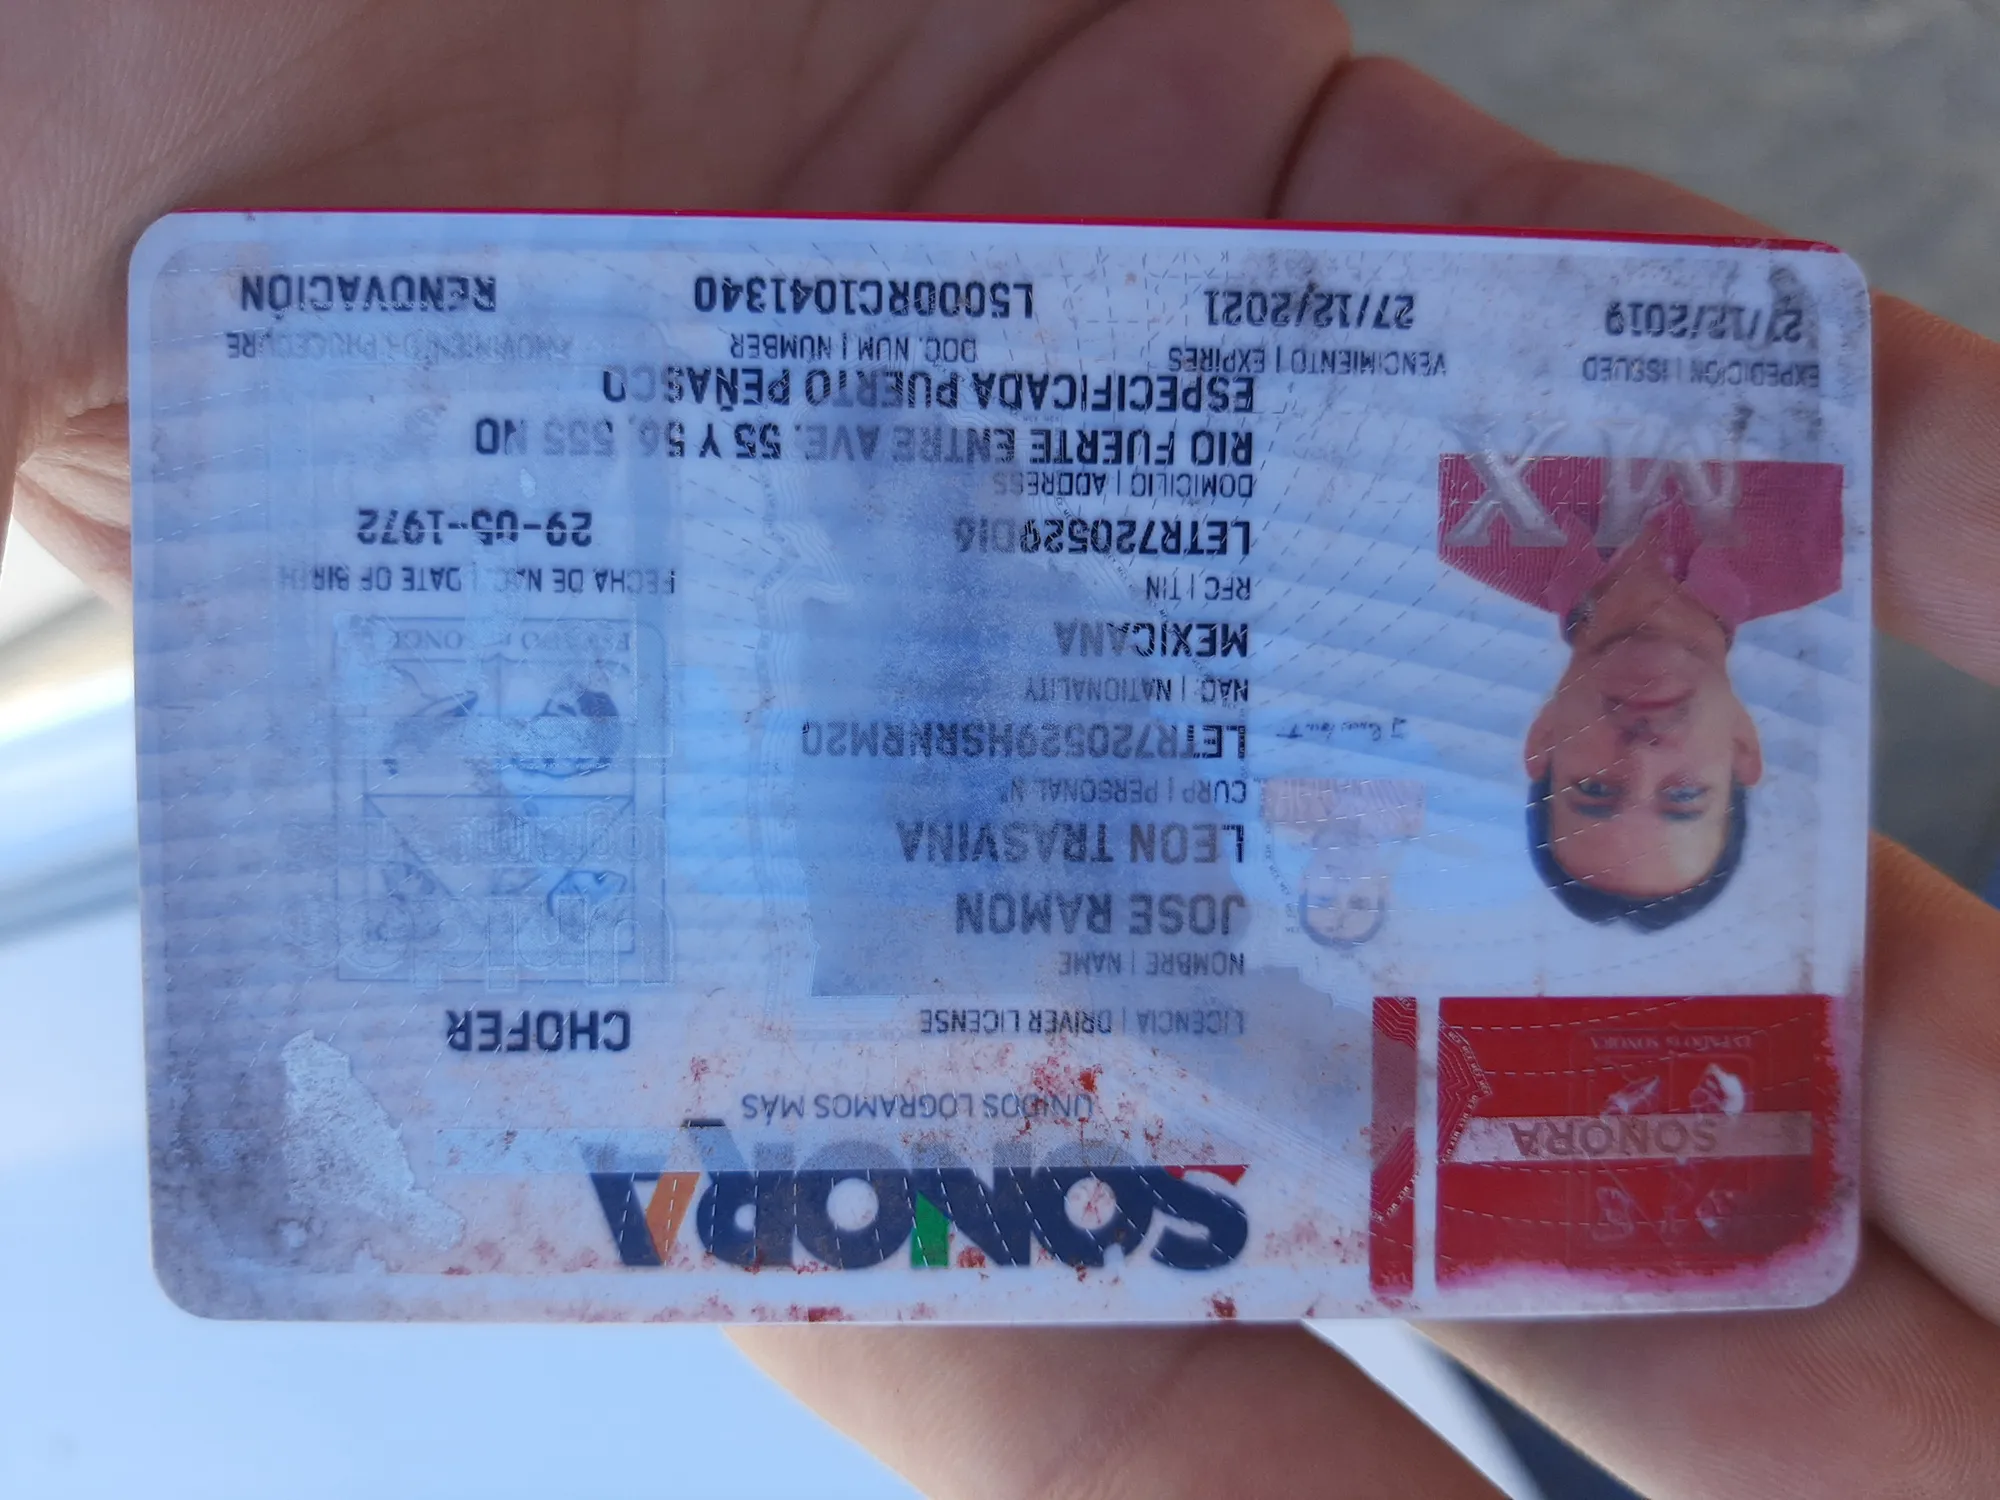 SONORA
SONORA
UNIDOS LOGRAMOS MÁS
LICENCIA | DRIVER LICENSE
CHOFER
NOMBRE | NAME
JOSE RAMON
LEON TRASVINA
CURP | PERSONAL N°
LETR720529HSRNRM20
NAC. | NATIONALITY
MEXICANA
RFC | TIN
LETR720529DI6
FECHA DE NAC. | DATE OF BIRTH
29-05-1972
DOMICILIO | ADDRESS
RIO FUERTE ENTRE AVE. 55 Y 56, 555 NO
ESPECIFICADA PUERTO PEÑASCO
MX
EXPEDICIÓN | ISSUED
27/12/2019
VENCIMIENTO | EXPIRES
27/12/2021
DOC. NUM | NUMBER
L5000RC1041340
MOVIMIENTO | PROCEDURE
RENOVACIÓN